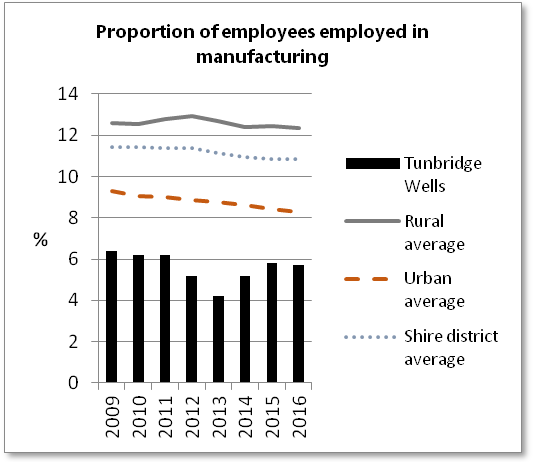 Proportion of employees employed in
manufacturing
14
12
10
8
6
4
2
0
%
2009
2010
2011
2012
2013
2014
2015
2016
Tunbridge
Wells
Rural
average
Urban
average
Shire district
average